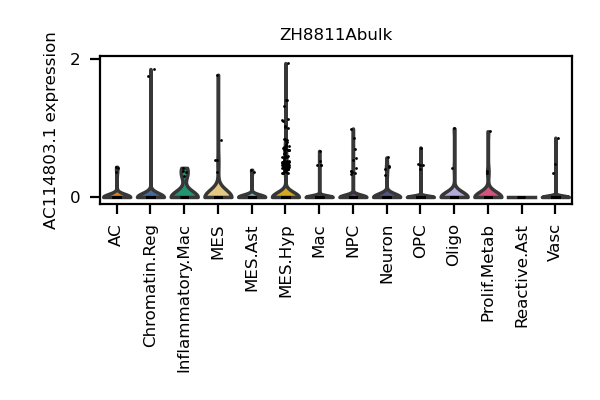 ZH8811Abulk
AC114803.1 expression
2
0
AC
Chromatin.Reg
Inflammatory.Mac
MES
MES.Ast
MES.Hyp
Mac
NPC
Neuron
OPC
Oligo
Prolif.Metab
Reactive.Ast
Vasc